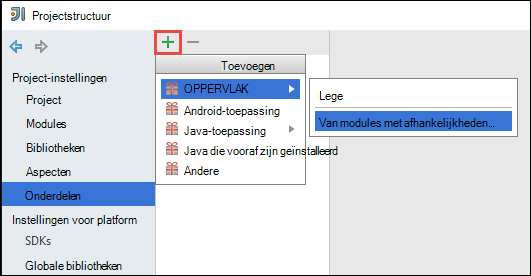 Projectstructuur
Project-instellingen
Project
Modules
Bibliotheken
Aspecten
Onderdelen
Instellingen voor platform
SDKs
Globale bibliotheken
Toevoegen
OPPERVLAK
Android-toepassing
Java-toepassing
Java die vooraf zijn geïnstalleerd
Andere
Lege
Van modules met afhankelijkheden...